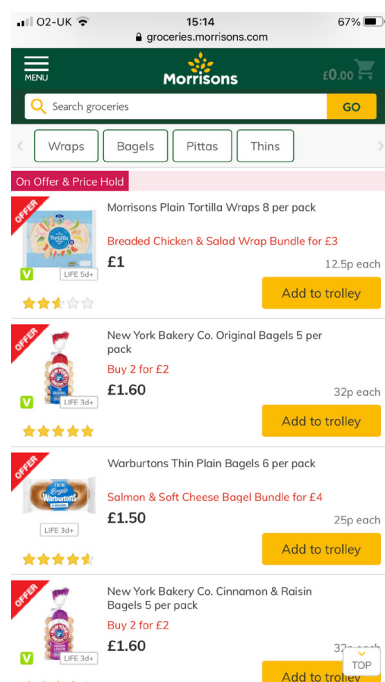 O2-UK 15:14 67%
groceries.morrisons.com
MENU Morrisons £0.00
Search groceries GO
Wraps Bagels Pittas Thins
On Offer & Price Hold
OFFER
Morrisons Plain Tortilla Wraps 8 per pack
Breaded Chicken & Salad Wrap Bundle for £3
£1
12.5p each
V LIFE 5d+
Add to trolley
OFFER
New York Bakery Co. Original Bagels 5 per
pack
Buy 2 for £2
£1.60
32p each
V LIFE 3d+
Add to trolley
OFFER
Warburtons Thin Plain Bagels 6 per pack
THIN
Bagels
Warburtons
Salmon & Soft Cheese Bagel Bundle for £4
£1.50
25p each
LIFE 3d+
Add to trolley
OFFER
New York Bakery Co. Cinnamon & Raisin
Bagels 5 per pack
Buy 2 for £2
£1.60
V LIFE 3d+
TOP
Add to trolley